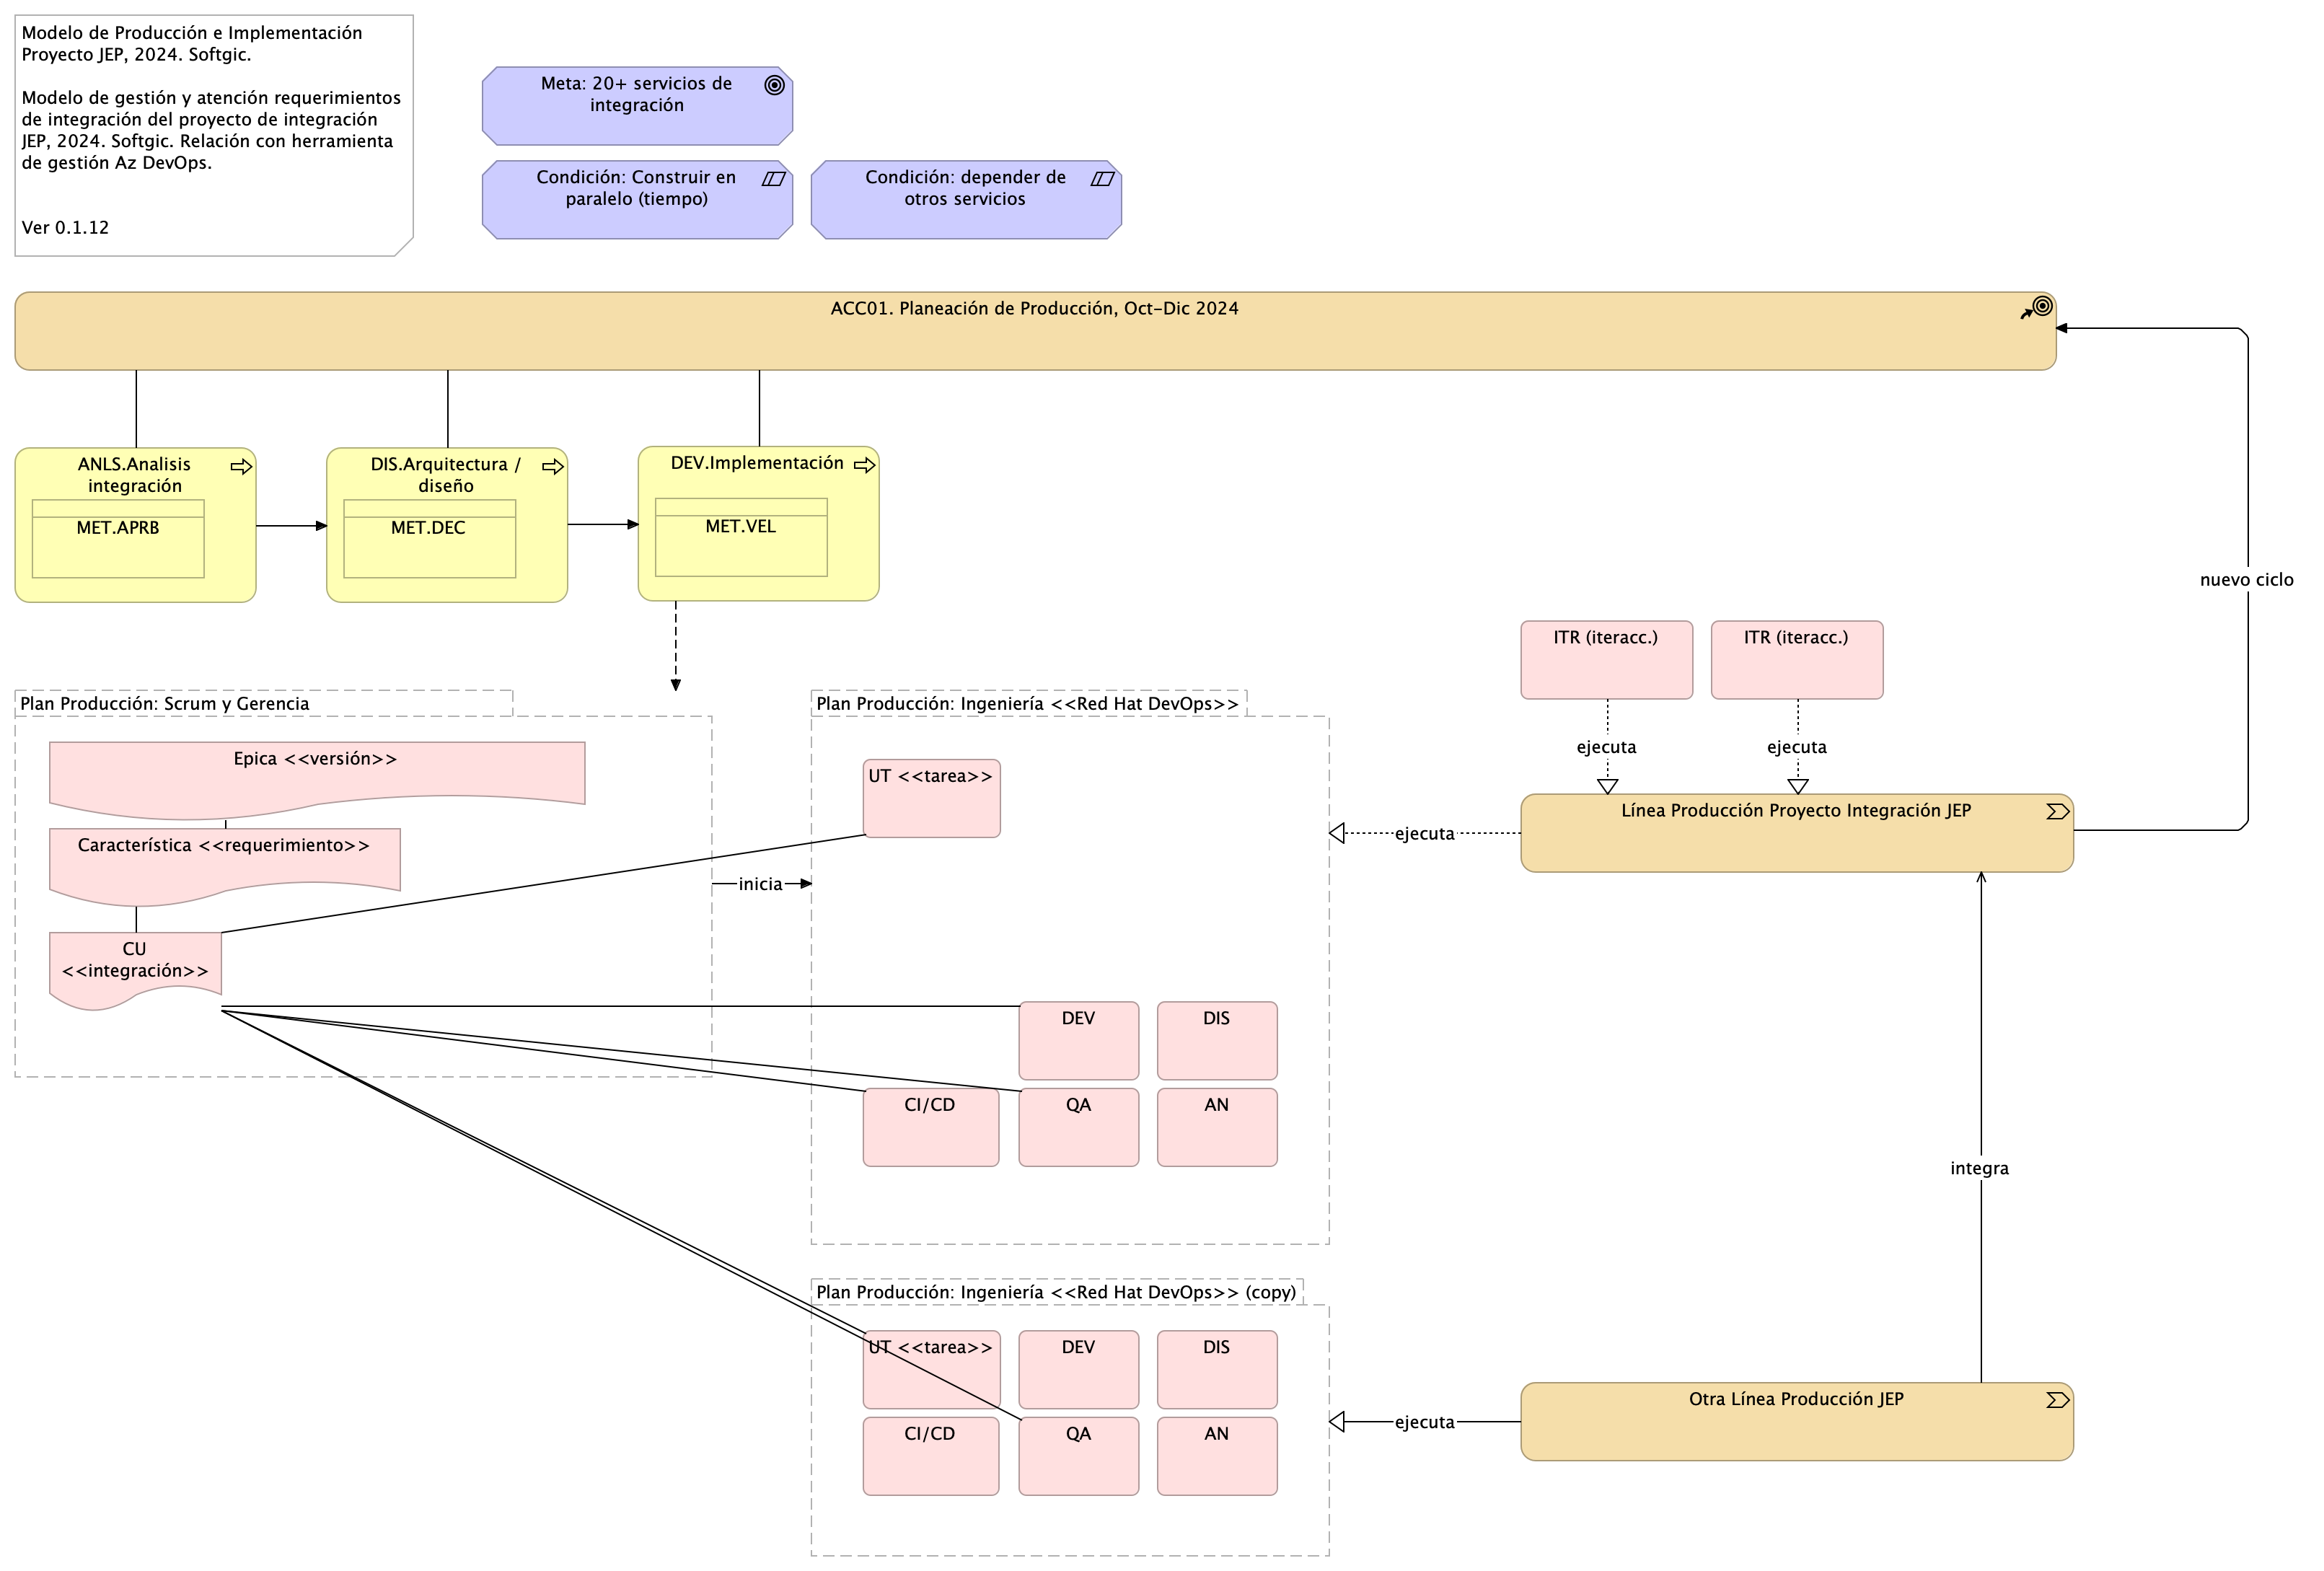 Modelo de Producción e Implementación
Proyecto JEP, 2024. Softgic.
Modelo de gestión y atención requerimientos
de integración del proyecto de integración
JEP, 2024. Softgic. Relación con herramienta
de gestión Az DevOps.
Ver 0.1.12
Meta: 20+ servicios de
integración
Condición: Construir en
paralelo (tiempo)
Condición: depender de
otros servicios
ACC01. Planeación de Producción, Oct-Dic 2024
ANLS.Analisis
integración
MET.APRB
DIS.Arquitectura /
diseño
MET.DEC
DEV.Implementación
MET.VEL
nuevo ciclo
ITR (iteracc.)
ITR (iteracc.)
ejecuta
ejecuta
Plan Producción: Scrum y Gerencia
Epica <<versión>>
Característica <<requerimiento>>
CU
<<integración>>
inicia
Plan Producción: Ingeniería <<Red Hat DevOps>>
UT <<tarea>>
DEV
DIS
CI/CD
QA
AN
ejecuta
Línea Producción Proyecto Integración JEP
integra
Plan Producción: Ingeniería <<Red Hat DevOps>> (copy)
UT <<tarea>>
DEV
DIS
CI/CD
QA
AN
ejecuta
Otra Línea Producción JEP